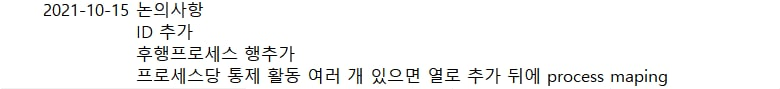 2021-10-15 논의사항
ID 추가
후행프로세스 행추가
프로세스당 통제 활동 여러 개 있으면 열로 추가 뒤에 process maping